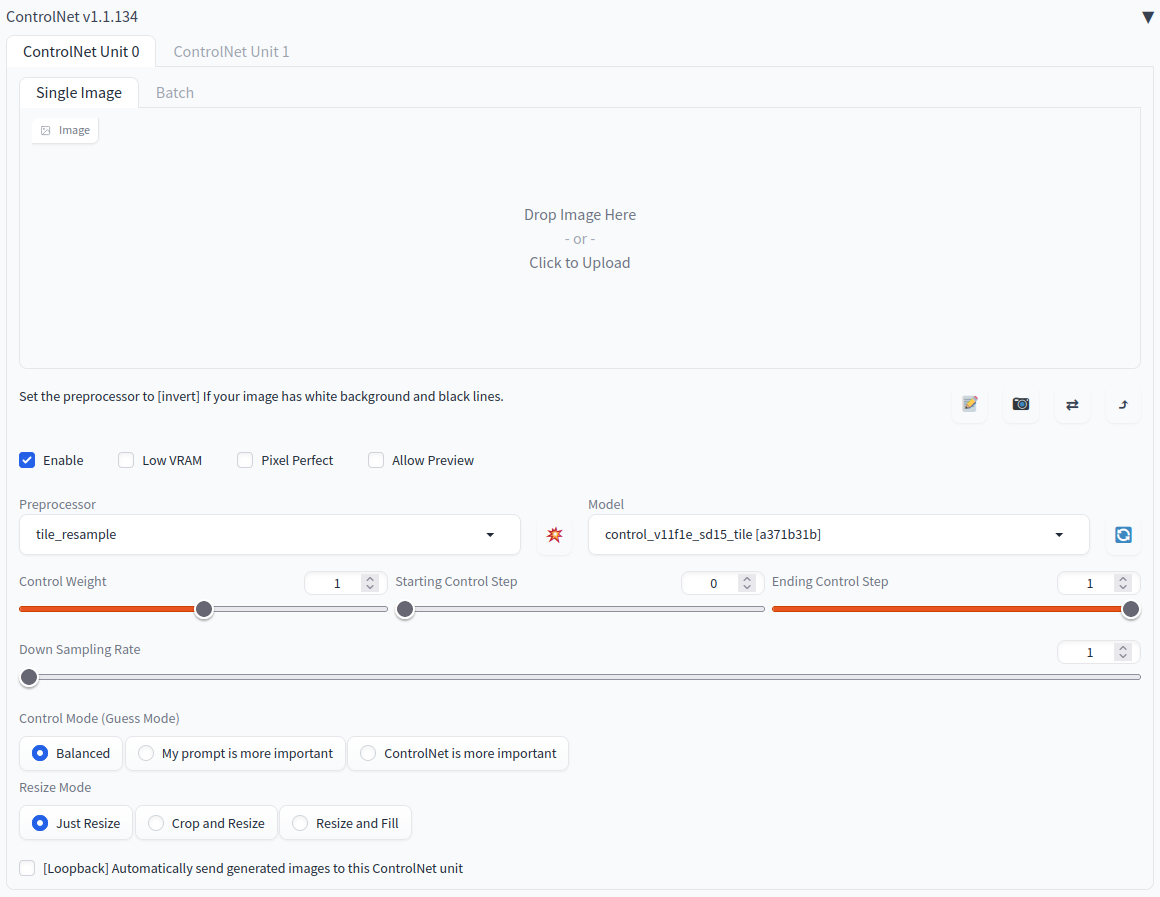 ControlNet v1.1.134 ▼
ControlNet Unit 0 ControlNet Unit 1
Single Image Batch
Image
Drop Image Here
- or -
Click to Upload
Set the preprocessor to [invert] If your image has white background and black lines.
Enable Low VRAM Pixel Perfect Allow Preview
Preprocessor Model
tile_resample control_v11f1e_sd15_tile [a371b31b]
Control Weight 1 Starting Control Step 0 Ending Control Step 1
Down Sampling Rate 1
Control Mode (Guess Mode)
Balanced My prompt is more important ControlNet is more important
Resize Mode
Just Resize Crop and Resize Resize and Fill
[Loopback] Automatically send generated images to this ControlNet unit